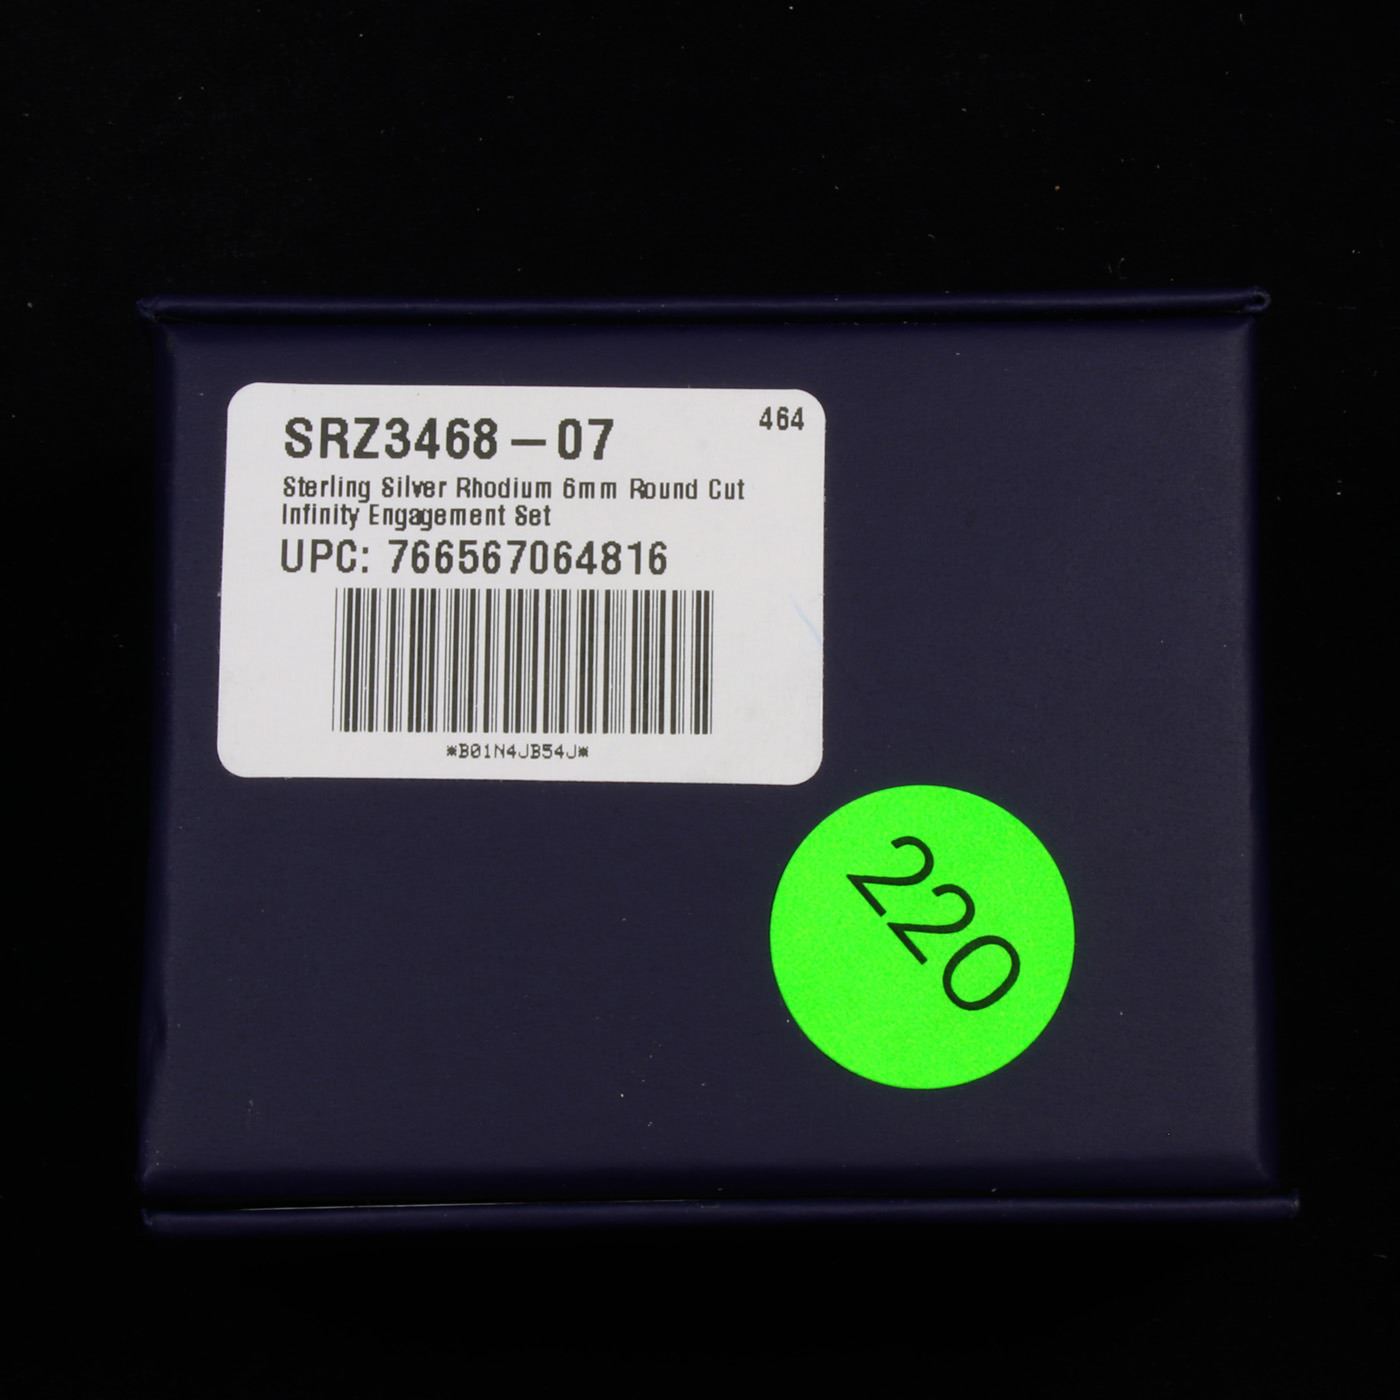 464
SRZ3468-07
Sterling Silver Rhodium 6mm Round Cut
Infinity Engagement Set
UPC: 766567064816
*B01N4JB54J*
220